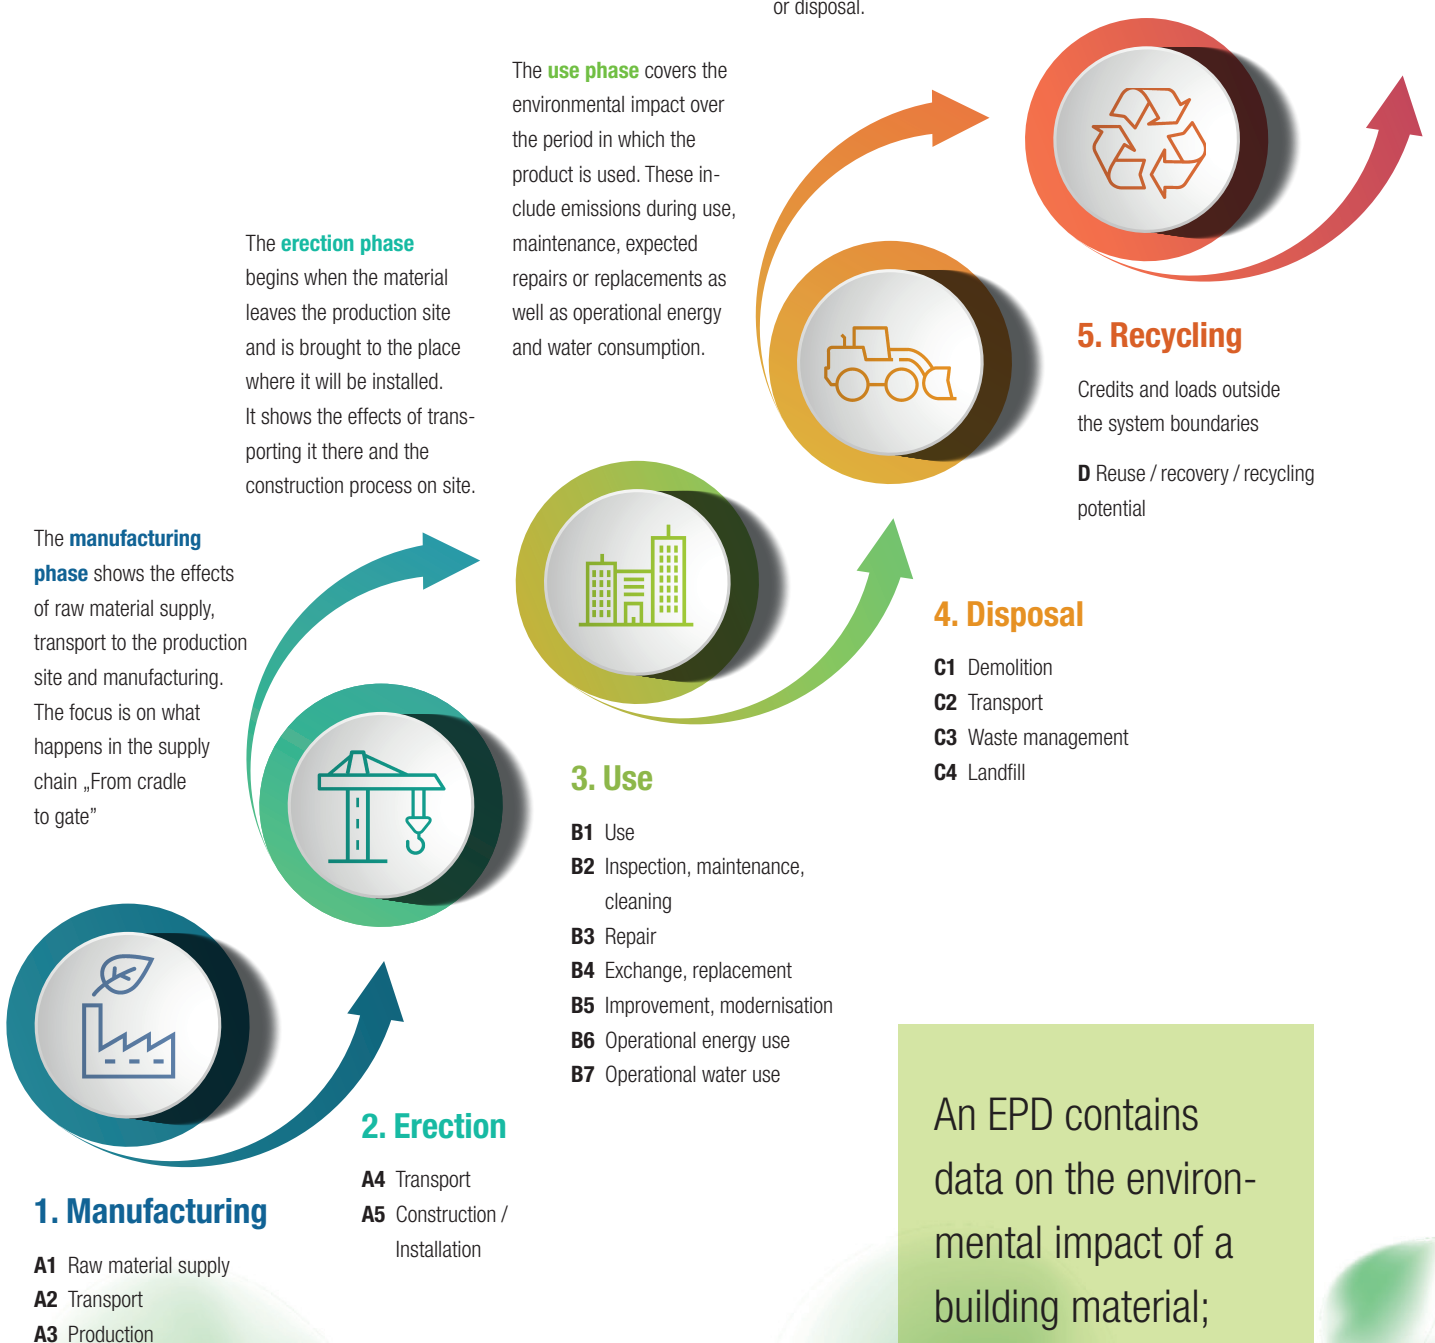 or disposal.
The use phase covers the
environmental impact over
the period in which the
product is used. These in-
clude emissions during use,
maintenance, expected
repairs or replacements as
well as operational energy
and water consumption.
The erection phase
begins when the material
leaves the production site
and is brought to the place
where it will be installed.
It shows the effects of trans-
porting it there and the
construction process on site.
The manufacturing
phase shows the effects
of raw material supply,
transport to the production
site and manufacturing.
The focus is on what
happens in the supply
chain „From cradle
to gate”
1. Manufacturing
A1 Raw material supply
A2 Transport
A3 Production
2. Erection
A4 Transport
A5 Construction /
Installation
3. Use
B1 Use
B2 Inspection, maintenance,
cleaning
B3 Repair
B4 Exchange, replacement
B5 Improvement, modernisation
B6 Operational energy use
B7 Operational water use
4. Disposal
C1 Demolition
C2 Transport
C3 Waste management
C4 Landfill
5. Recycling
Credits and loads outside
the system boundaries
D Reuse / recovery / recycling
potential
An EPD contains
data on the environ-
mental impact of a
building material;